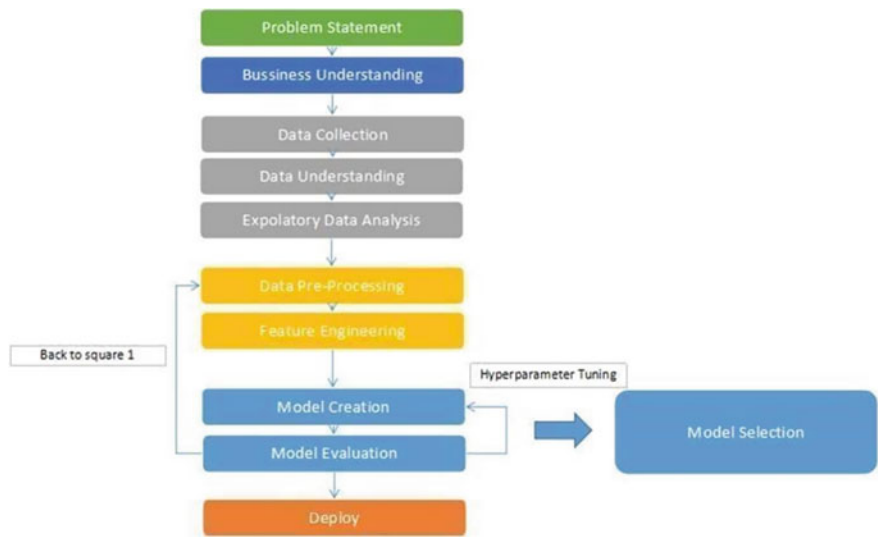 Problem Statement
Bussiness Understanding
Data Collection
Data Understanding
Expolatory Data Analysis
Data Pre-Processing
Feature Engineering
Back to square 1
Hyperparameter Tuning
Model Creation
Model Selection
Model Evaluation
Deploy